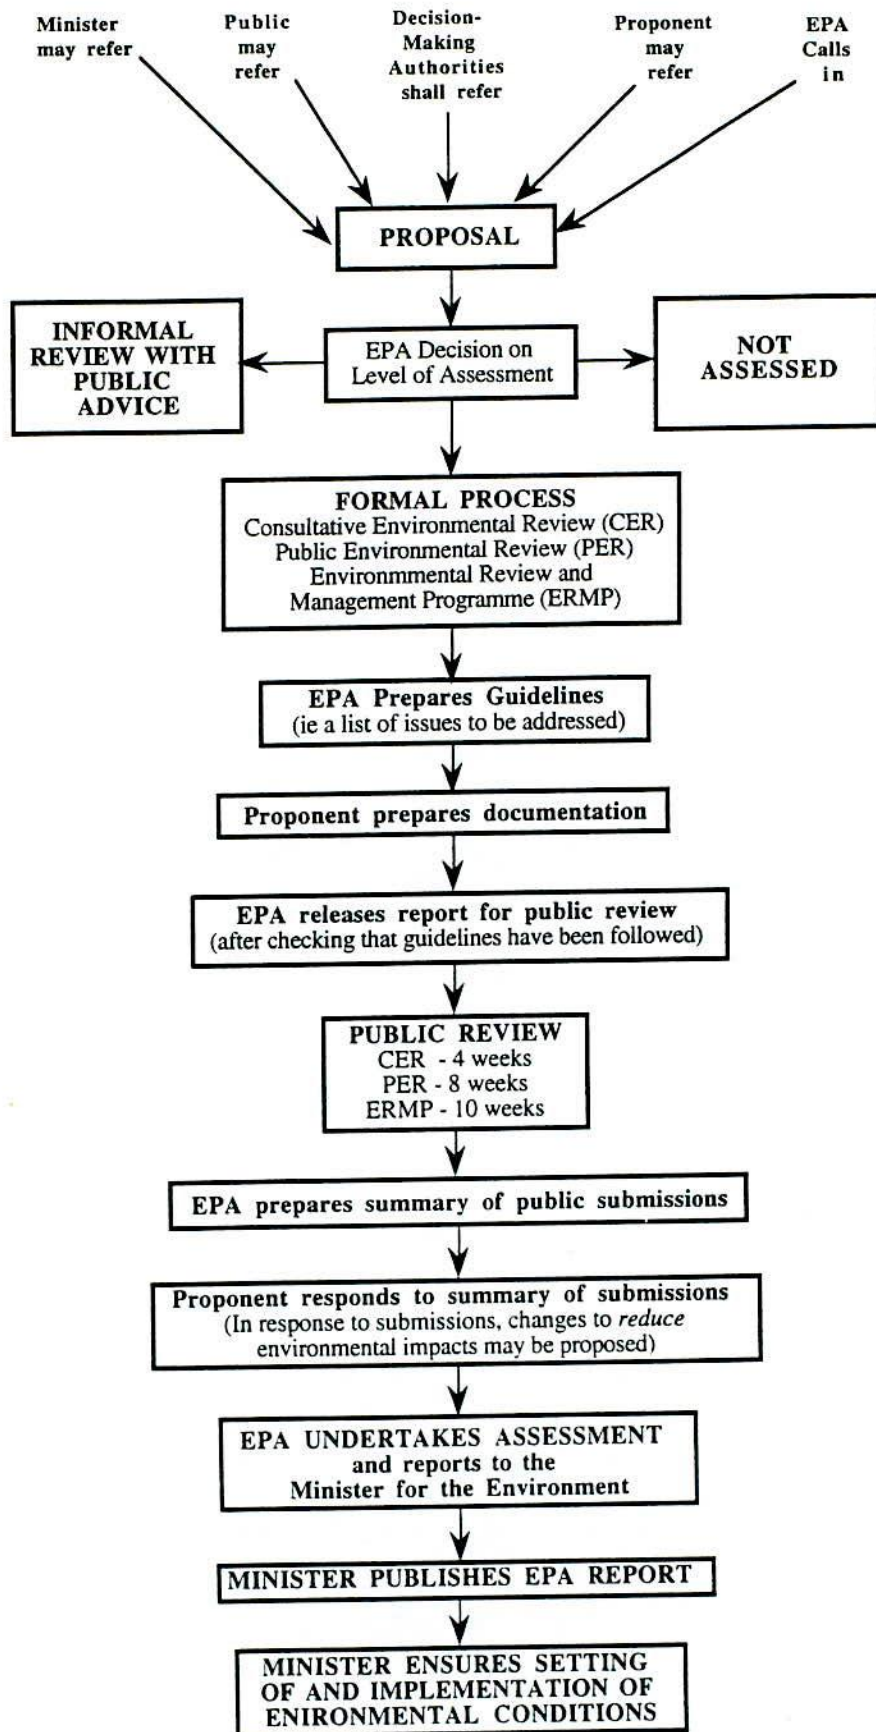 Minister
may refer
Public
may
refer
Decision-
Making
Authorities
shall refer
Proponent
may
refer
EPA
Calls
in
PROPOSAL
INFORMAL
REVIEW WITH
PUBLIC
ADVICE
EPA Decision on
Level of Assessment
NOT
ASSESSED
FORMAL PROCESS
Consultative Environmental Review (CER)
Public Environmental Review (PER)
Environmmental Review and
Management Programme (ERMP)
EPA Prepares Guidelines
(ie a list of issues to be addressed)
Proponent prepares documentation
EPA releases report for public review
(after checking that guidelines have been followed)
PUBLIC REVIEW
CER - 4 weeks
PER - 8 weeks
ERMP - 10 weeks
EPA prepares summary of public submissions
Proponent responds to summary of submissions
(In response to submissions, changes to reduce
environmental impacts may be proposed)
EPA UNDERTAKES ASSESSMENT
and reports to the
Minister for the Environment
MINISTER PUBLISHES EPA REPORT
MINISTER ENSURES SETTING
OF AND IMPLEMENTATION OF
ENIRONMENTAL CONDITIONS